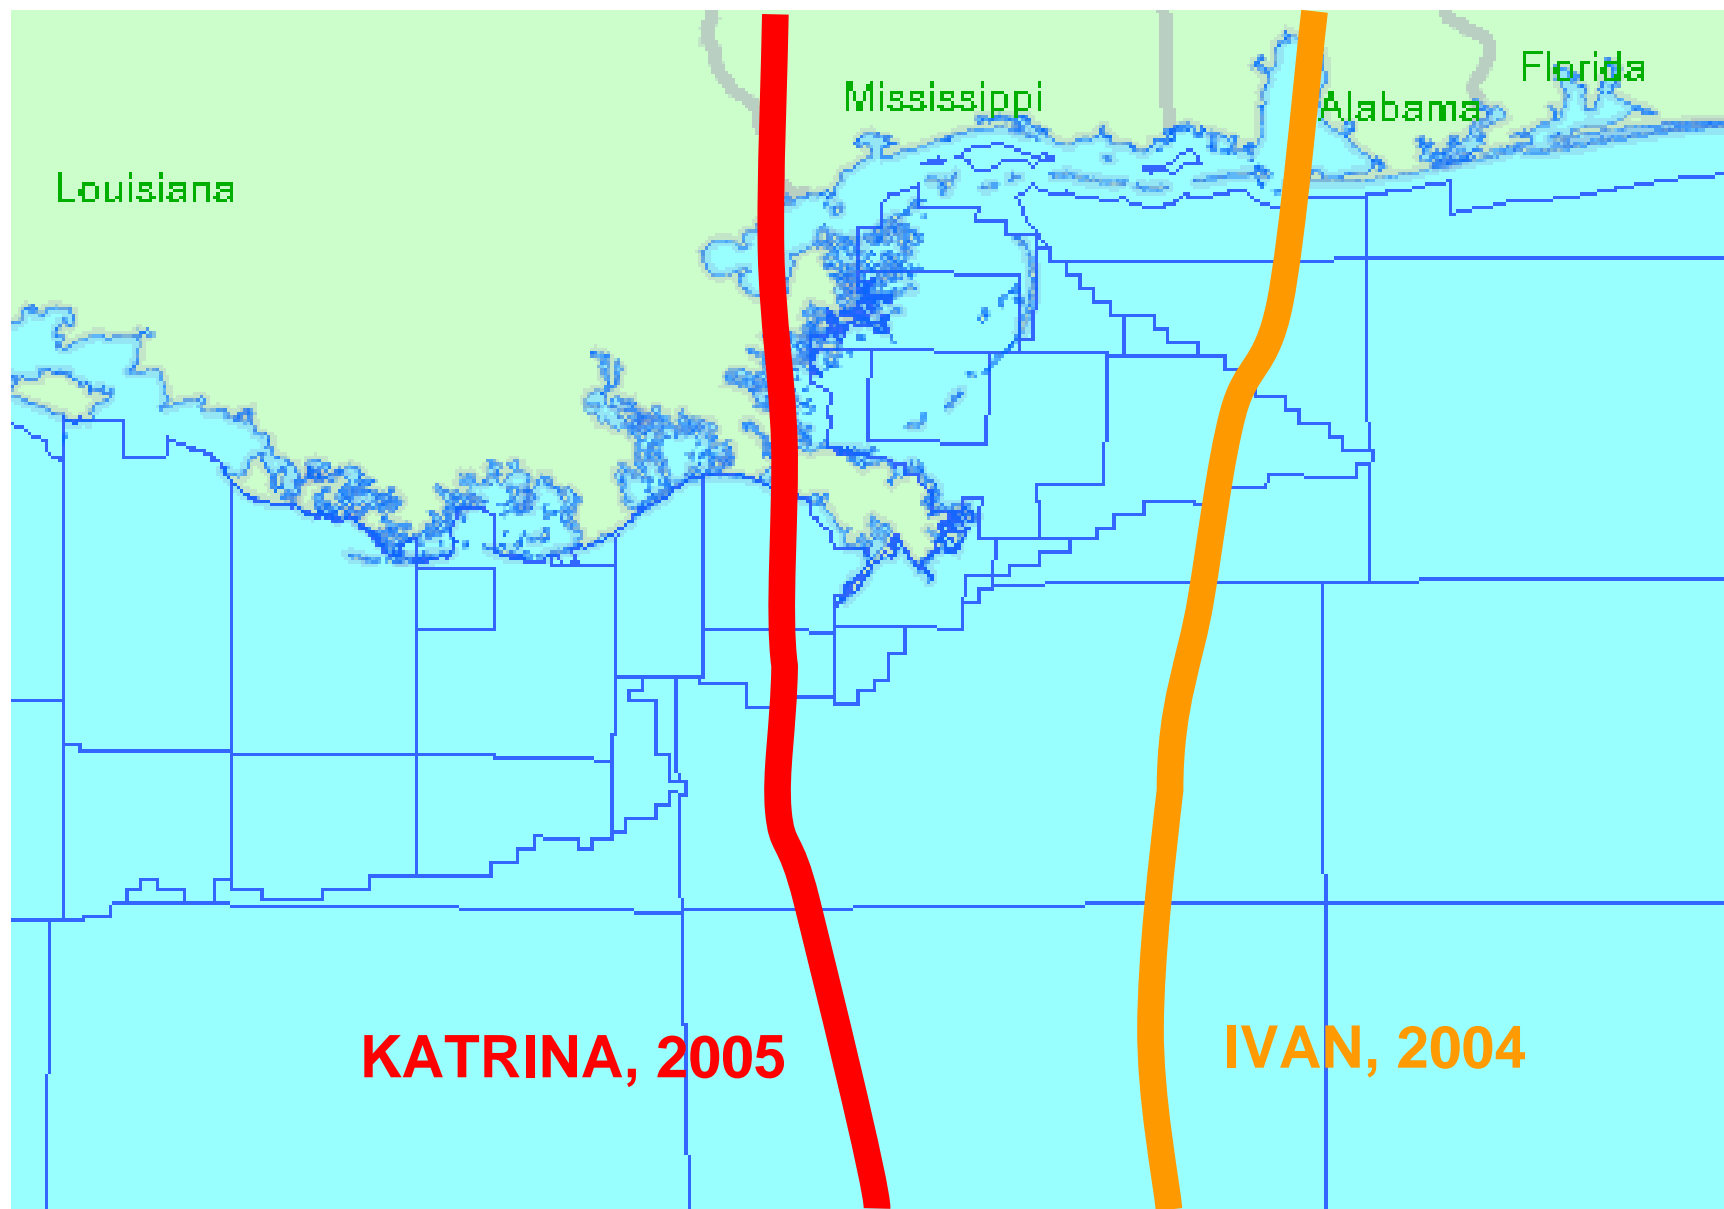 Florida
Mississippi
Alabama
Louisiana
KATRINA, 2005
IVAN, 2004